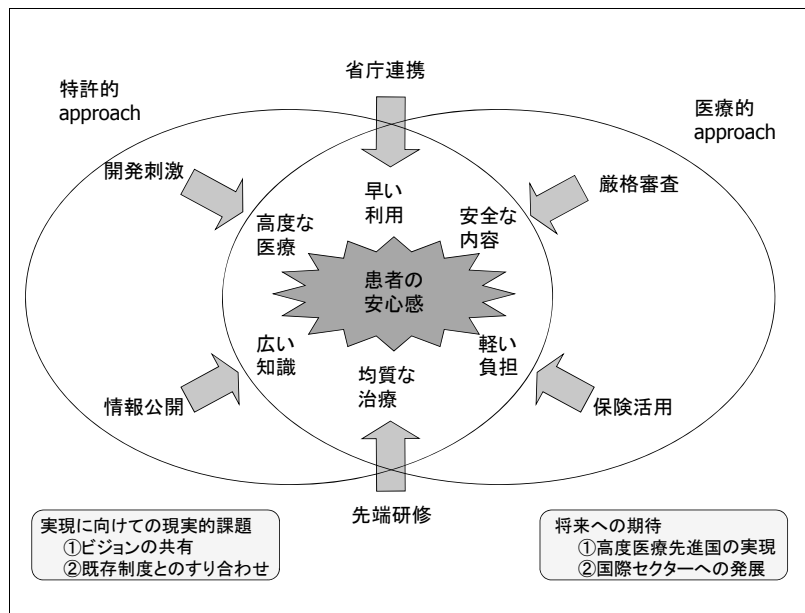 省庁連携
特許的
approach
医療的
approach
開発刺激
厳格審査
早い
利用
高度な
医療
安全な
内容
患者の
安心感
広い
知識
軽い
負担
均質な
治療
情報公開
保険活用
先端研修
実現に向けての現実的課題
①ビジョンの共有
②既存制度とのすり合わせ
将来への期待
①高度医療先進国の実現
②国際セクターへの発展